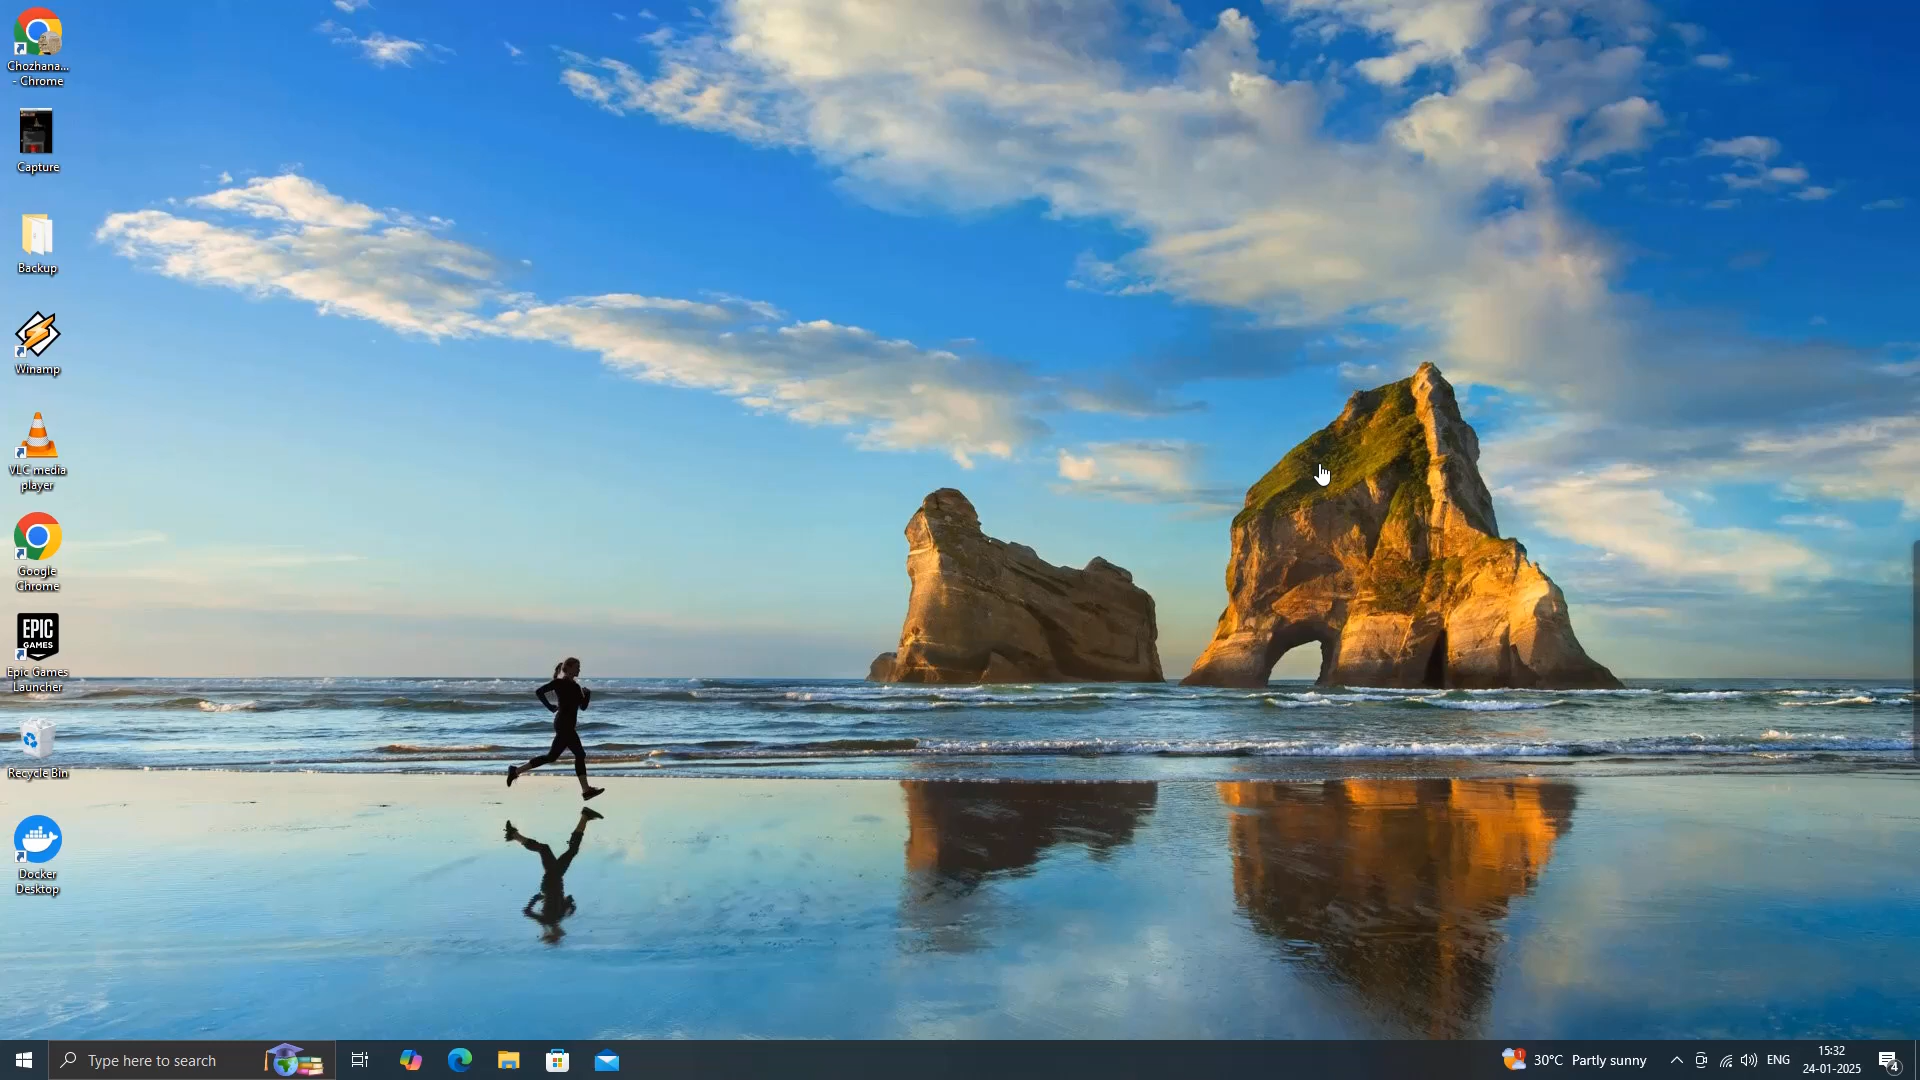 Chozhana...
- Chrome
Capture
Backup
Winamp
VLC media
player
Google
Chrome
EPIC
GAMES
Epic Games
Launcher
Recycle Bin
Docker
Desktop
Type here to search
1
30°C Partly sunny
ENG
15:32
24-01-2025
4